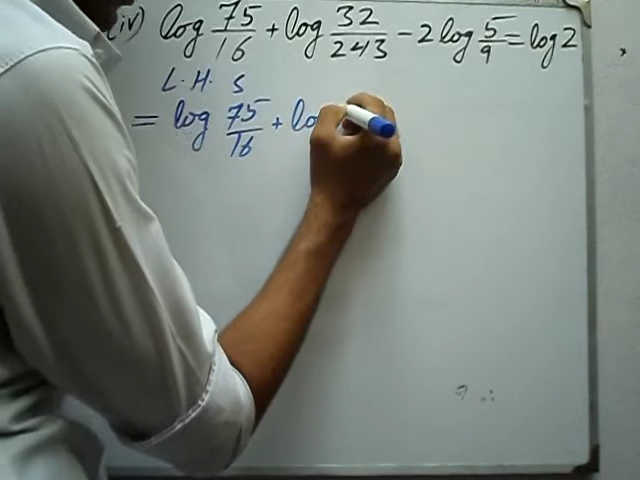 (iv) log 75/16 + log 32/243 - 2 log 5/9 = log 2
L.H.S
= log 75/16 + lo